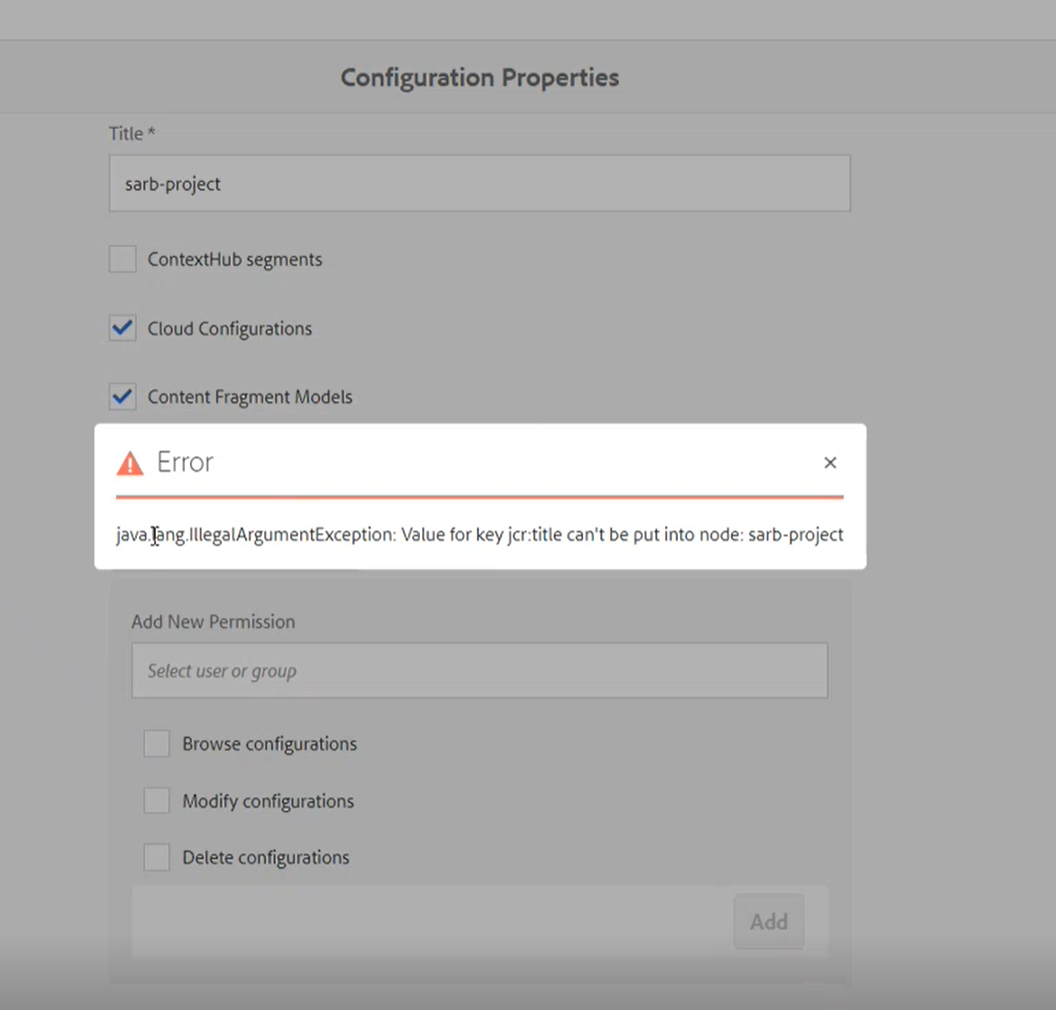 Configuration Properties
Title *
sarb-project
ContextHub segments
Cloud Configurations
Content Fragment Models
Error
java.lang.IllegalArgumentException: Value for key jcr:title can't be put into node: sarb-project
Add New Permission
Select user or group
Browse configurations
Modify configurations
Delete configurations
Add